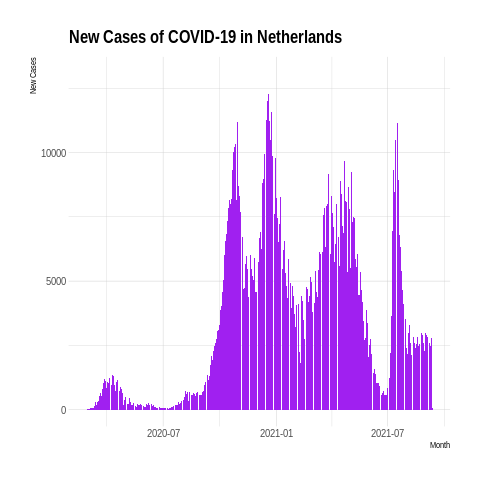 New Cases of COVID-19 in Netherlands
New Cases
10000
5000
0
2020-07 2021-01 2021-07
Month